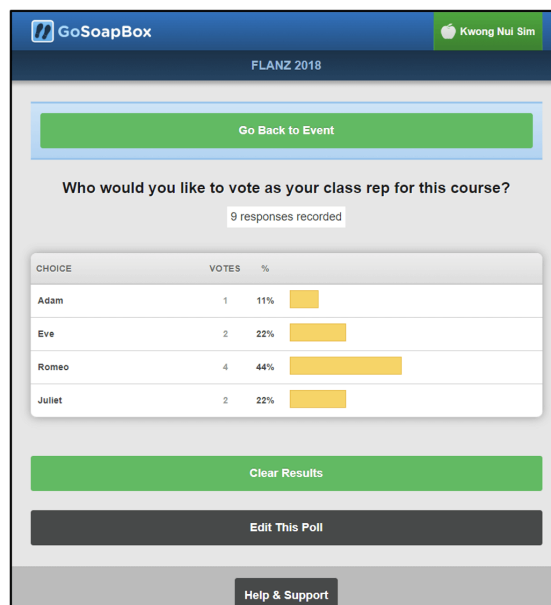 GoSoapBox
Kwong Nui Sim
FLANZ 2018
Go Back to Event
Who would you like to vote as your class rep for this course?
9 responses recorded
CHOICE VOTES %
Adam 1 11%
Eve 2 22%
Romeo 4 44%
Juliet 2 22%
Clear Results
Edit This Poll
Help & Support